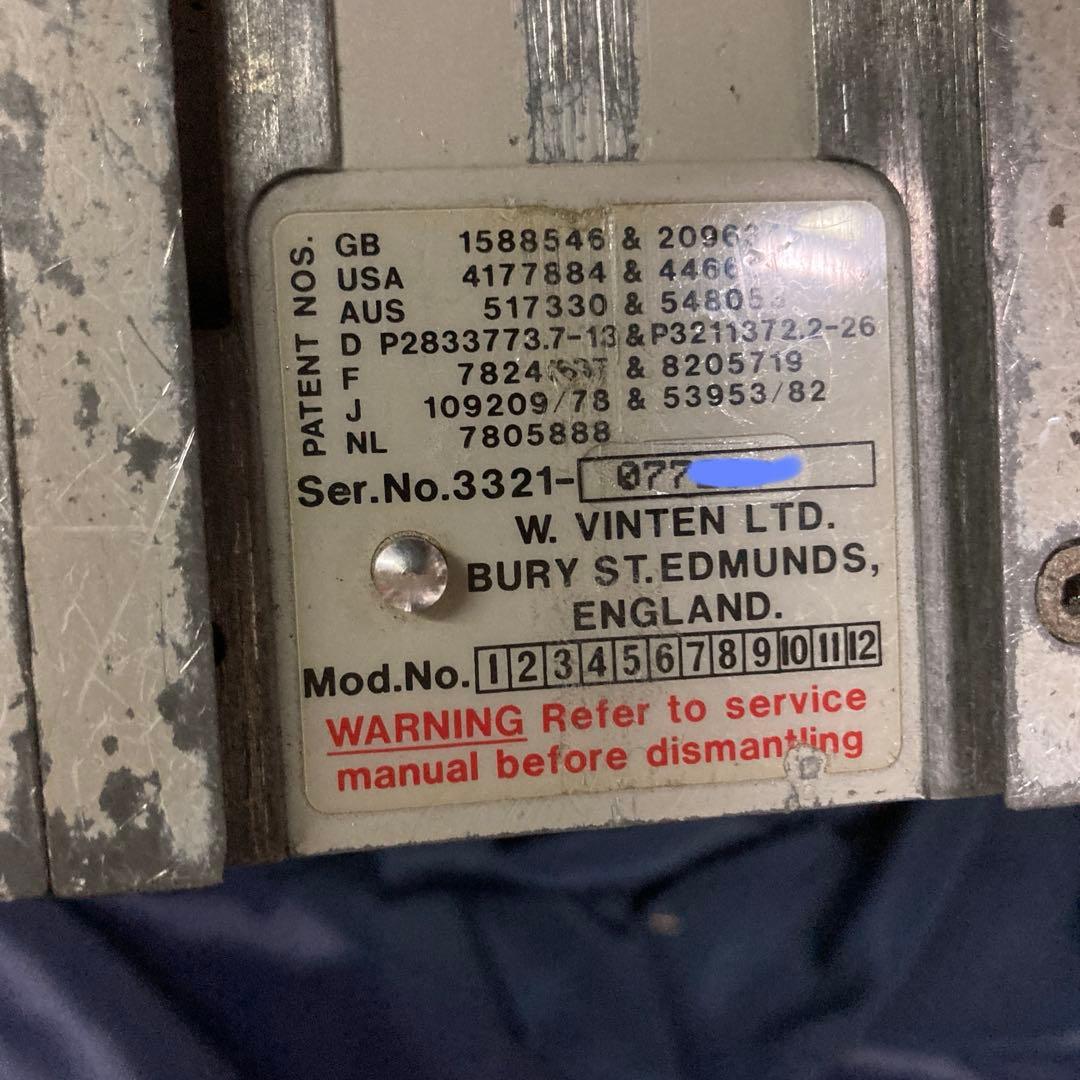 PATENT NOS.
GB 1588546 &
USA 4177884 &
AUS 517330 &
D P2833773.7-13 & P3211372.2-26
F & 8205719
J 109209/78 & 53953/82
NL 7805888
Ser.No.3321- 077
W. VINTEN LTD.
BURY ST.EDMUNDS,
ENGLAND.
Mod.No. 1 2 3 4 5 6 7 8 9 10 11 12
WARNING Refer to service
manual before dismantling